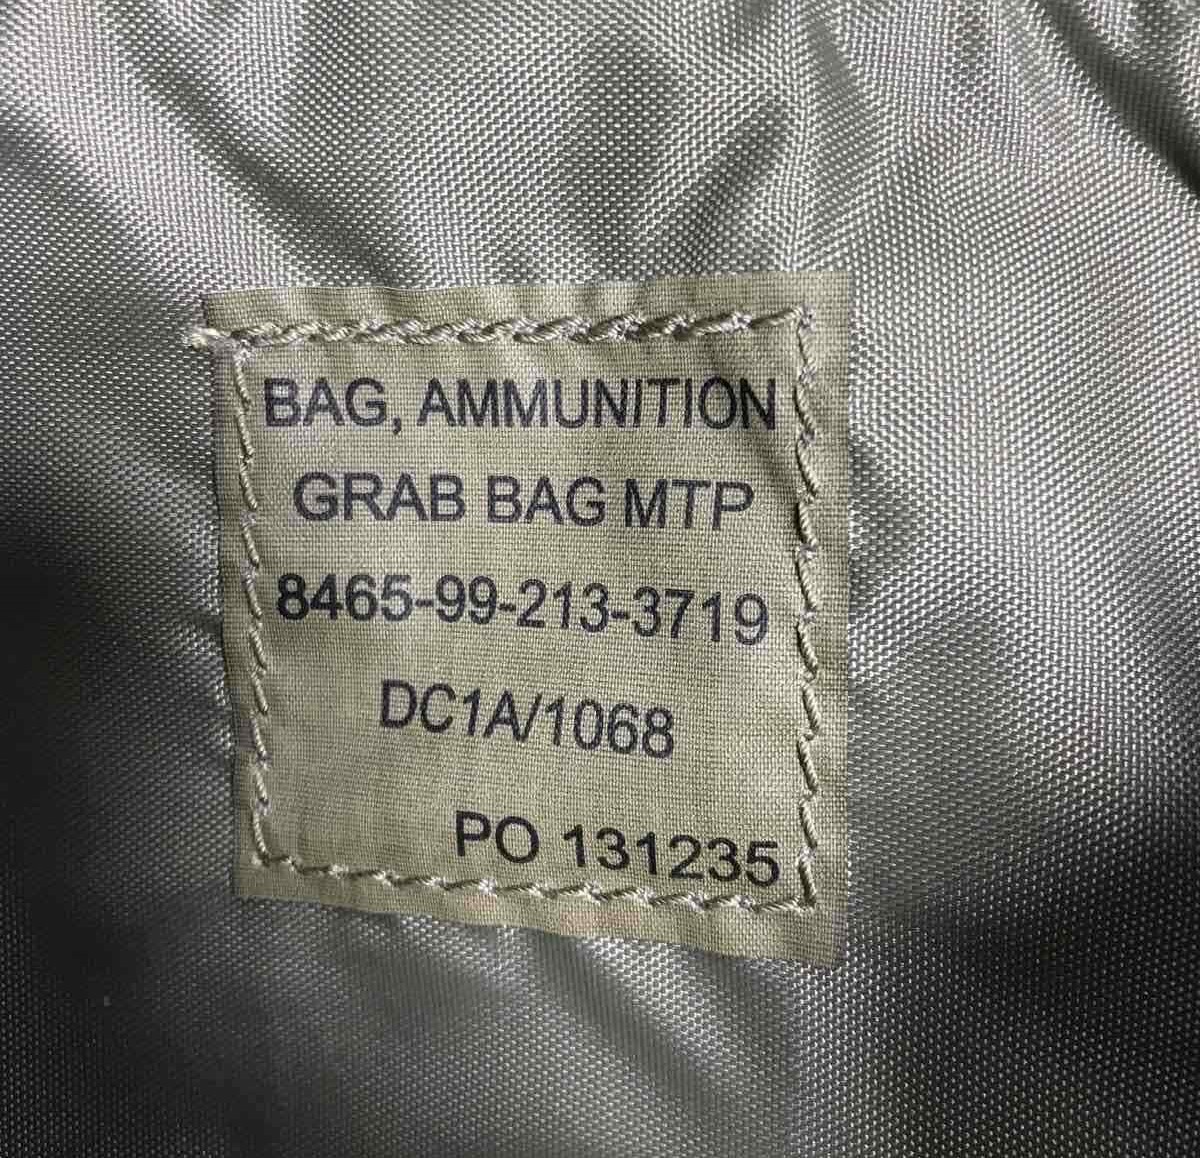 BAG, AMMUNITION
GRAB BAG MTP
8465-99-213-3719
DC1A/1068
PO 131235